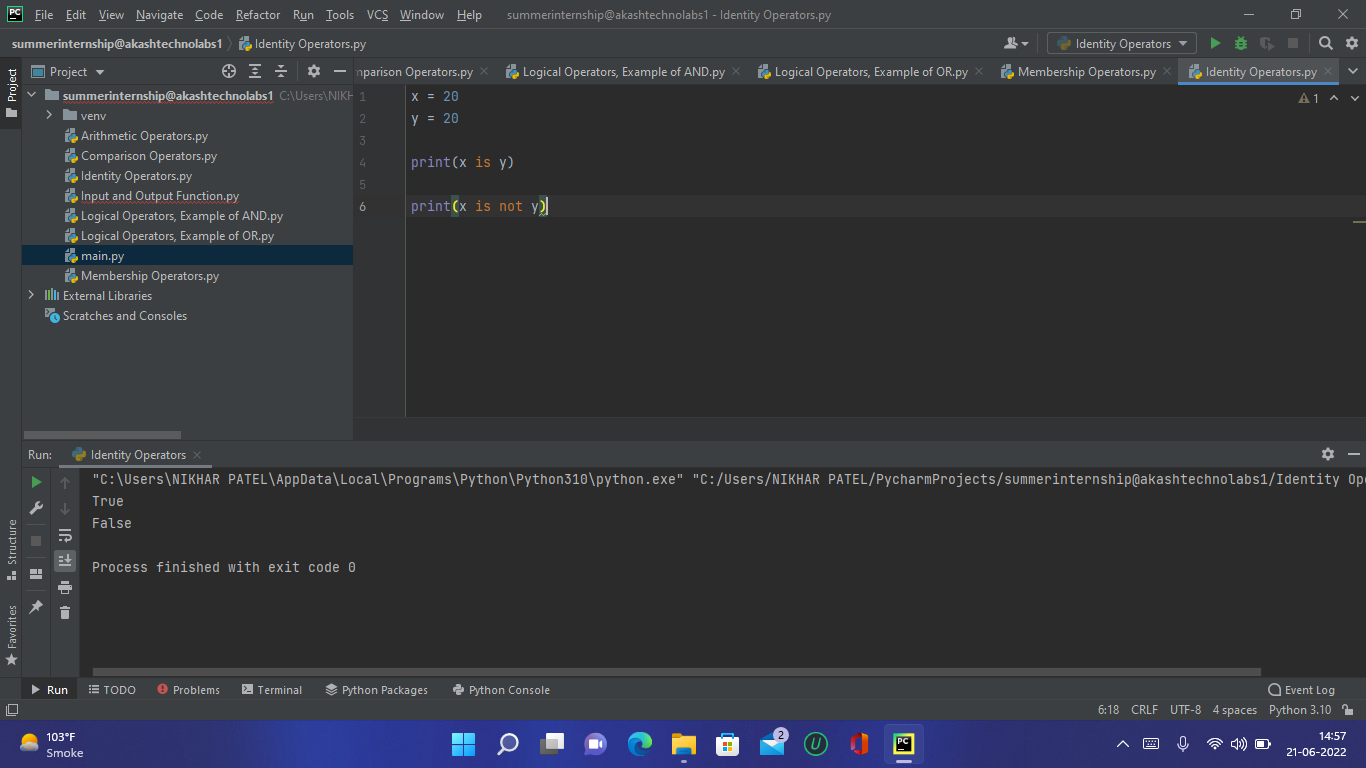 PC File Edit View Navigate Code Refactor Run Tools VCS Window Help summerinternship@akashtechnolabs1 - Identity Operators.py
summerinternship@akashtechnolabs1 Identity Operators.py Identity Operators
Project
Project
mparison Operators.py Logical Operators, Example of AND.py Logical Operators, Example of OR.py Membership Operators.py Identity Operators.py
summerinternship@akashtechnolabs1 C:\Users\NIKH
venv
Arithmetic Operators.py
Comparison Operators.py
Identity Operators.py
Input and Output Function.py
Logical Operators, Example of AND.py
Logical Operators, Example of OR.py
main.py
Membership Operators.py
External Libraries
Scratches and Consoles
1 x = 20
2 y = 20
3
4 print(x is y)
5
6 print(x is not y)
1
Run: Identity Operators
"C:\Users\NIKHAR PATEL\AppData\Local\Programs\Python\Python310\python.exe" "C:/Users/NIKHAR PATEL/PycharmProjects/summerinternship@akashtechnolabs1/Identity Ope
True
False
Process finished with exit code 0
Structure
Favorites
Run TODO Problems Terminal Python Packages Python Console Event Log
6:18 CRLF UTF-8 4 spaces Python 3.10
103°F
Smoke
2
U
PC
14:57
21-06-2022